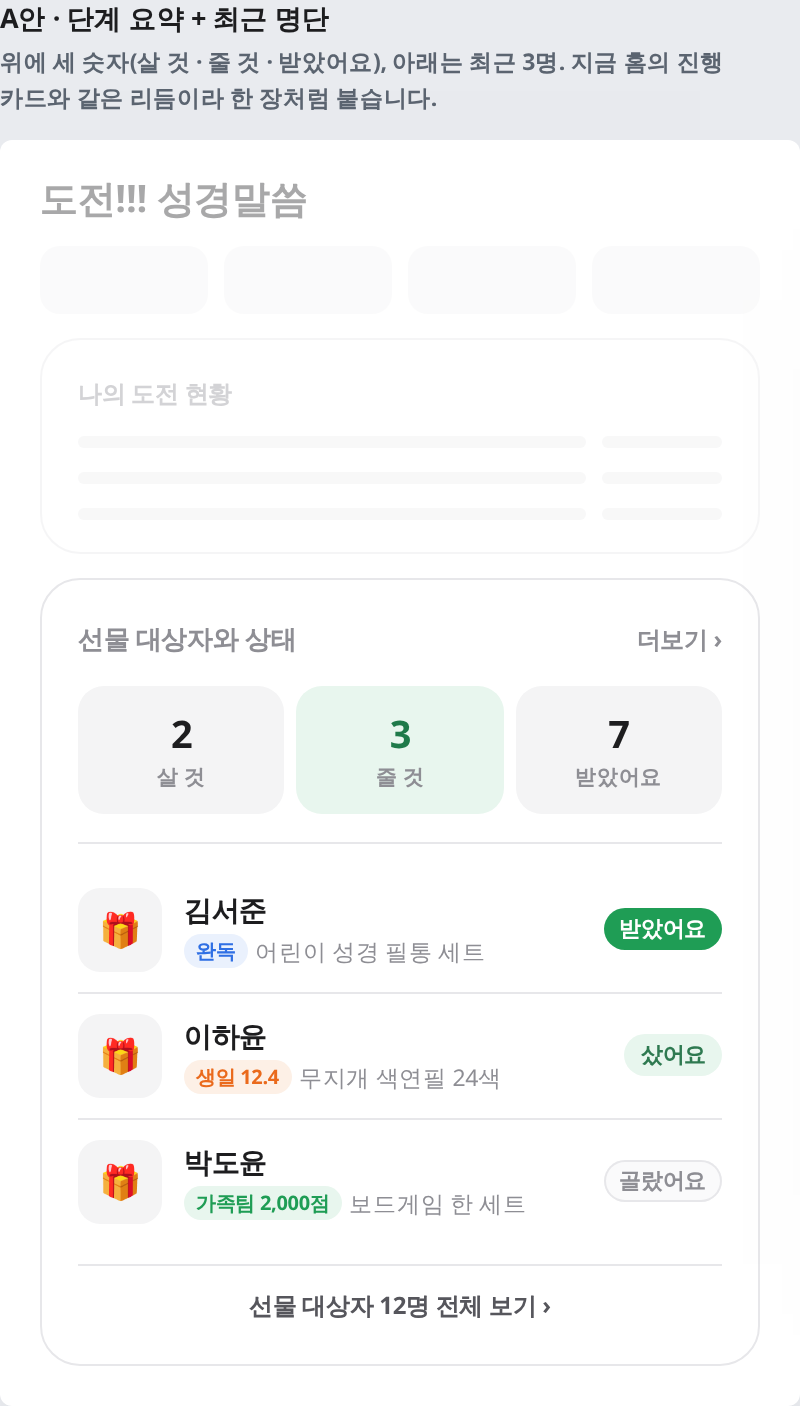 A안 · 단계 요약 + 최근 명단
위에 세 숫자(살 것 · 줄 것 · 받았어요), 아래는 최근 3명. 지금 홈의 진행
카드와 같은 리듬이라 한 장처럼 붙습니다.
도전!!! 성경말씀
나의 도전 현황
선물 대상자와 상태 더보기 ›
2 3 7
살 것 줄 것 받았어요
김서준
완독 어린이 성경 필통 세트 받았어요
이하윤
생일 12.4 무지개 색연필 24색 샀어요
박도윤
가족팀 2,000점 보드게임 한 세트 골랐어요
선물 대상자 12명 전체 보기 ›